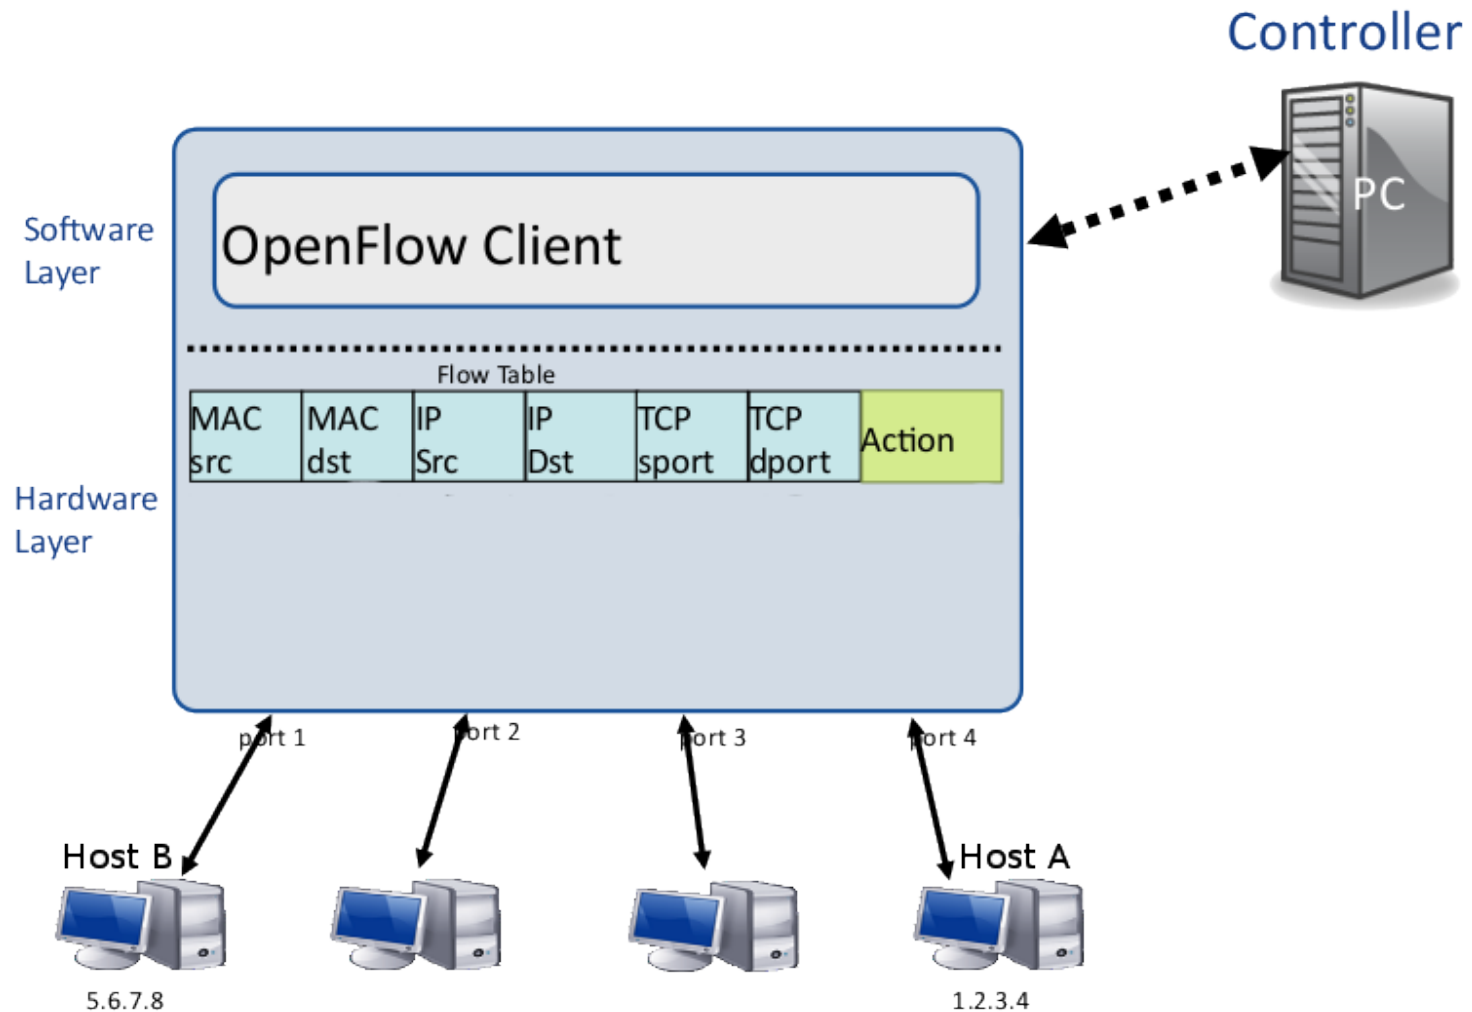 Controller
PC
Software
Layer
OpenFlow Client
Flow Table
MAC
src
MAC
dst
IP
Src
IP
Dst
TCP
sport
TCP
dport
Action
Hardware
Layer
port 1
port 2
port 3
port 4
Host B
Host A
5.6.7.8
1.2.3.4